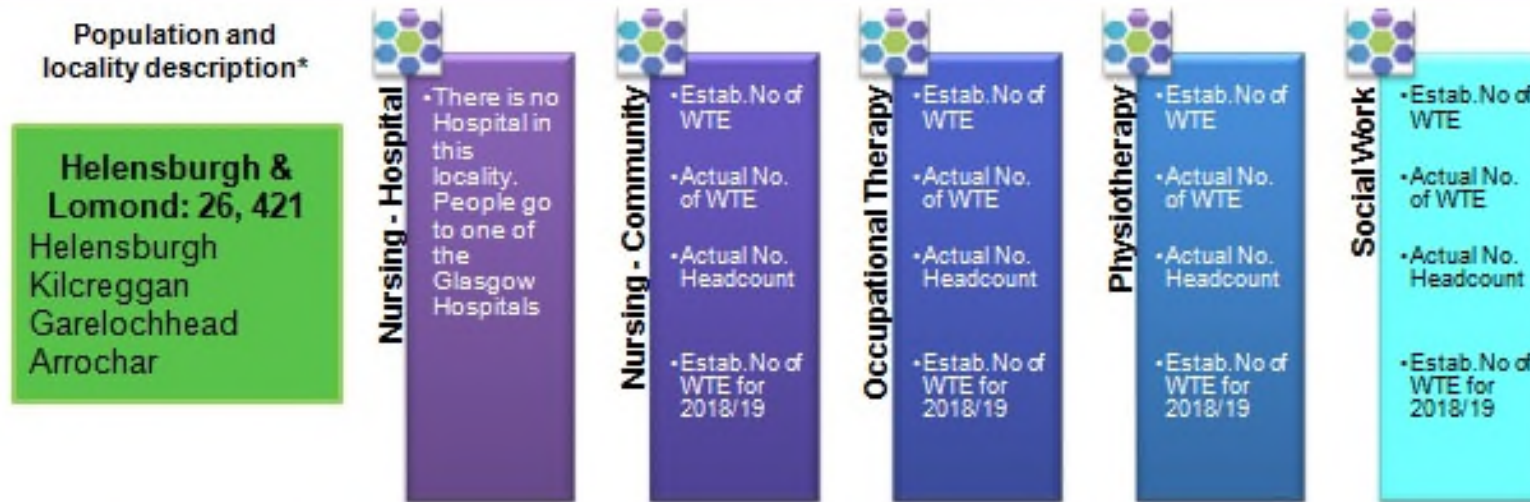 Population and
locality description*
Helensburgh &
Lomond: 26, 421
Helensburgh
Kilcreggan
Garelochhead
Arrochar
Nursing - Hospital
•There is no
Hospital in
this
locality.
People go
to one of
the
Glasgow
Hospitals
Nursing - Community
•Estab.No of
WTE
•Actual No.
of WTE
•Actual No.
Headcount
•Estab.No of
WTE for
2018/19
Occupational Therapy
•Estab.No of
WTE
•Actual No.
of WTE
•Actual No.
Headcount
•Estab.No of
WTE for
2018/19
Physiotherapy
•Estab.No of
WTE
•Actual No.
of WTE
•Actual No.
Headcount
•Estab.No of
WTE for
2018/19
Social Work
•Estab.No of
WTE
•Actual No.
of WTE
•Actual No.
Headcount
•Estab.No of
WTE for
2018/19